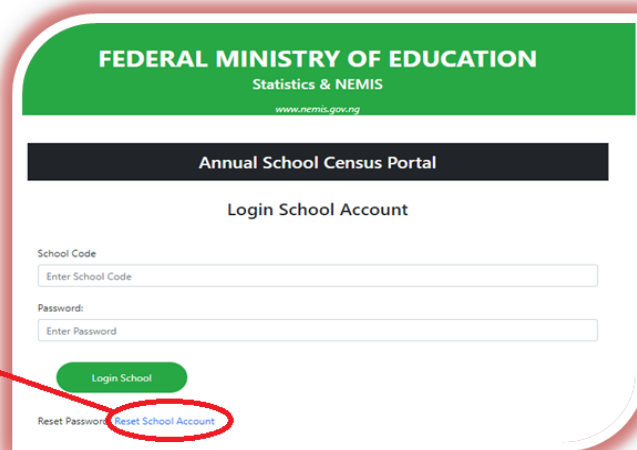 FEDERAL MINISTRY OF EDUCATION
Statistics & NEMIS
www.nemis.gov.ng
Annual School Census Portal
Login School Account
School Code
Enter School Code
Password:
Enter Password
Login School
Reset Password Reset School Account